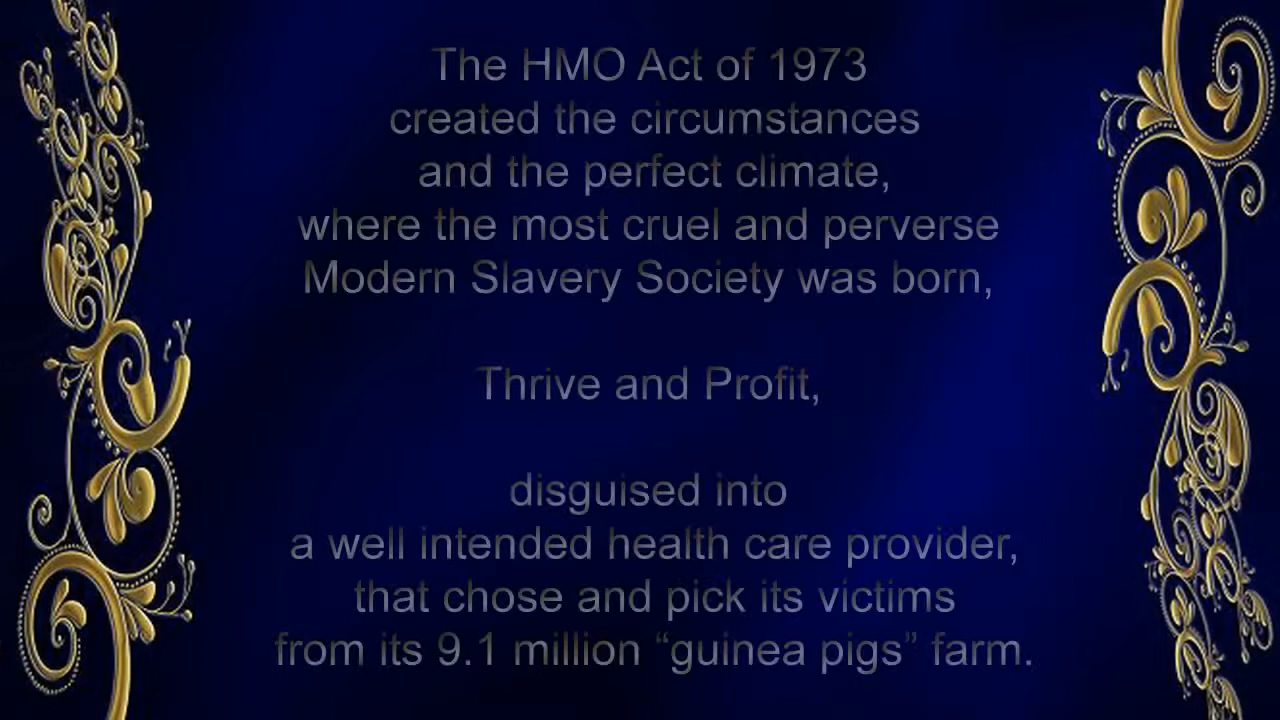 The HMO Act of 1973
created the circumstances
and the perfect climate,
where the most cruel and perverse
Modern Slavery Society was born,
Thrive and Profit,
disguised into
a well intended health care provider,
that chose and pick its victims
from its 9.1 million “guinea pigs” farm.